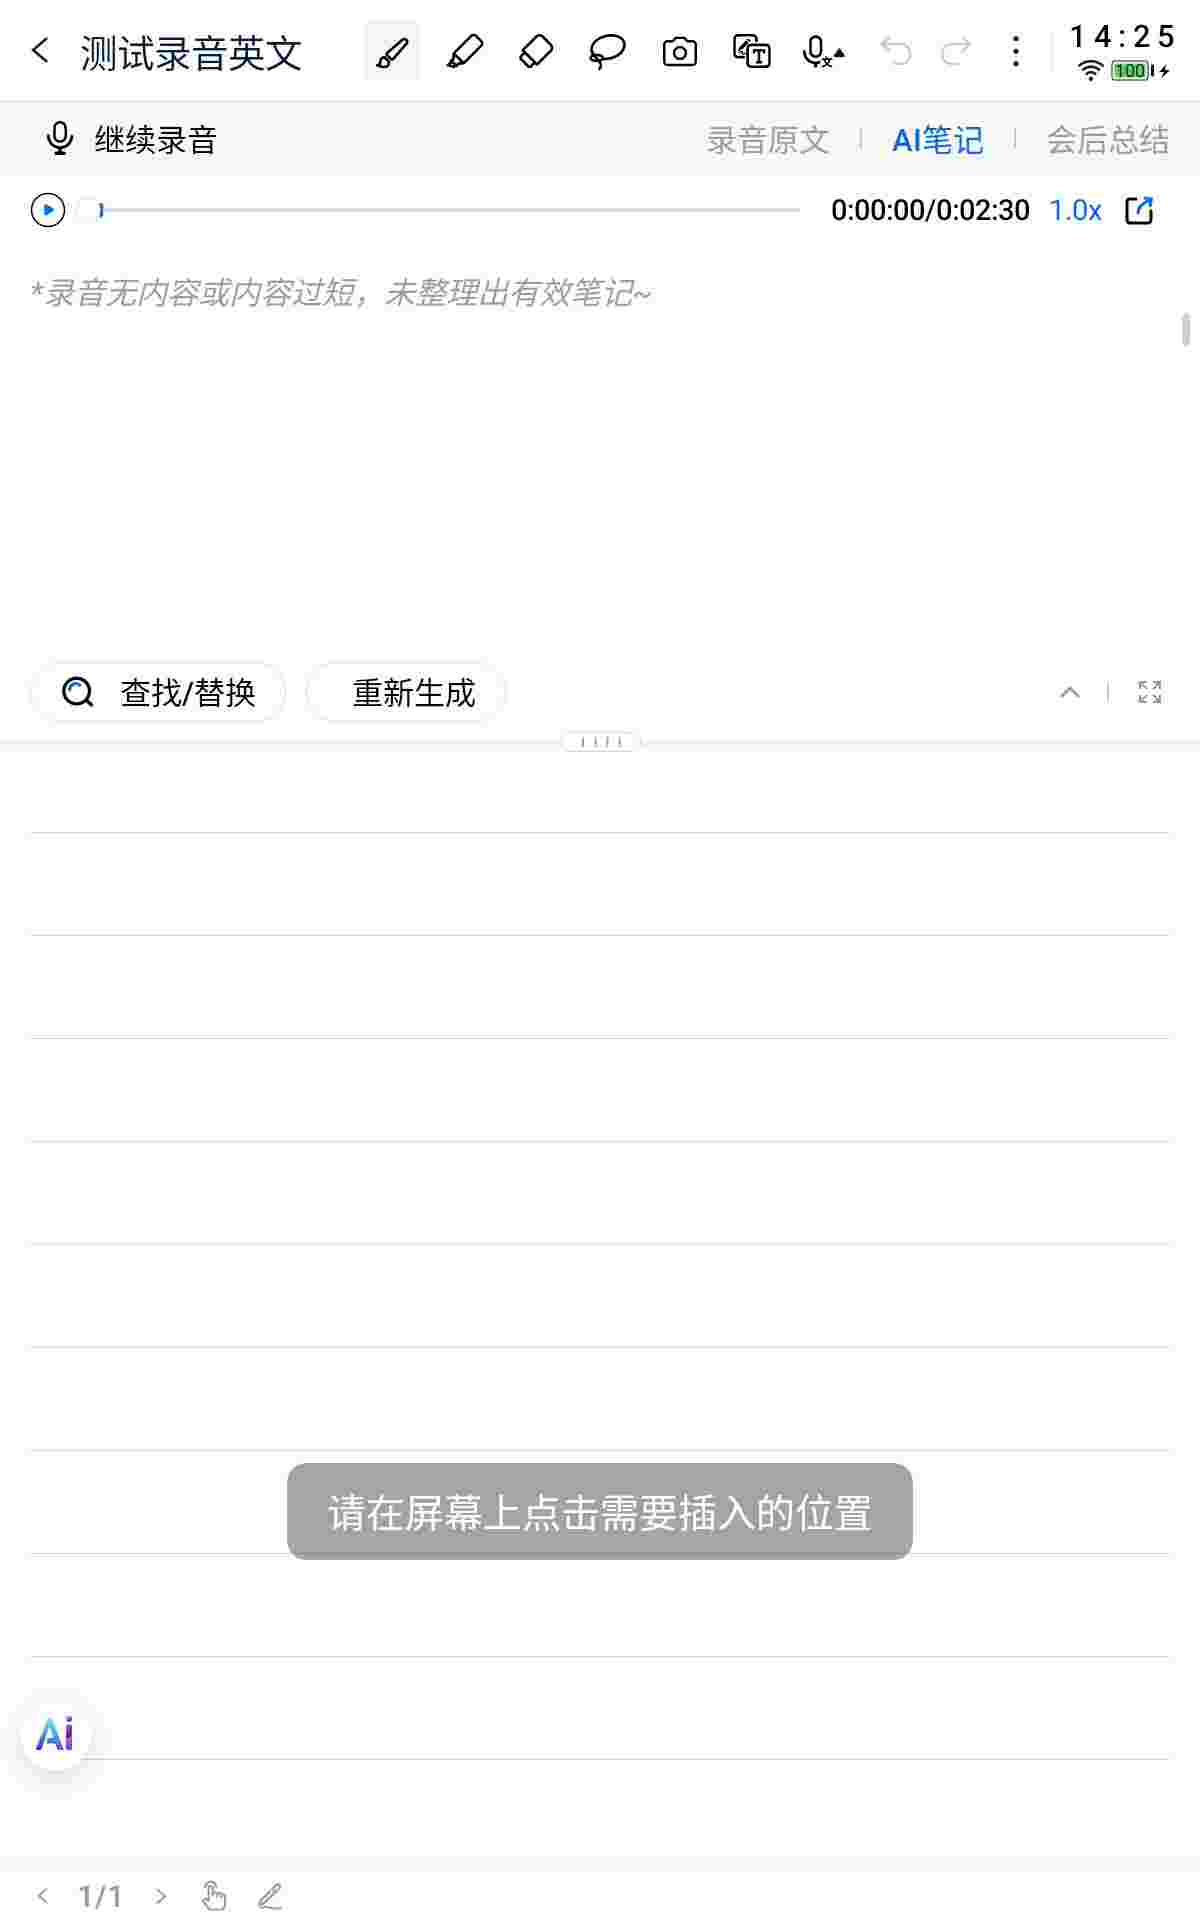 测试录音英文
14:25
100
继续录音
录音原文
AI笔记
会后总结
0:00:00/0:02:30
1.0x
*录音无内容或内容过短，未整理出有效笔记~
查找/替换
重新生成
请在屏幕上点击需要插入的位置
Ai
1/1